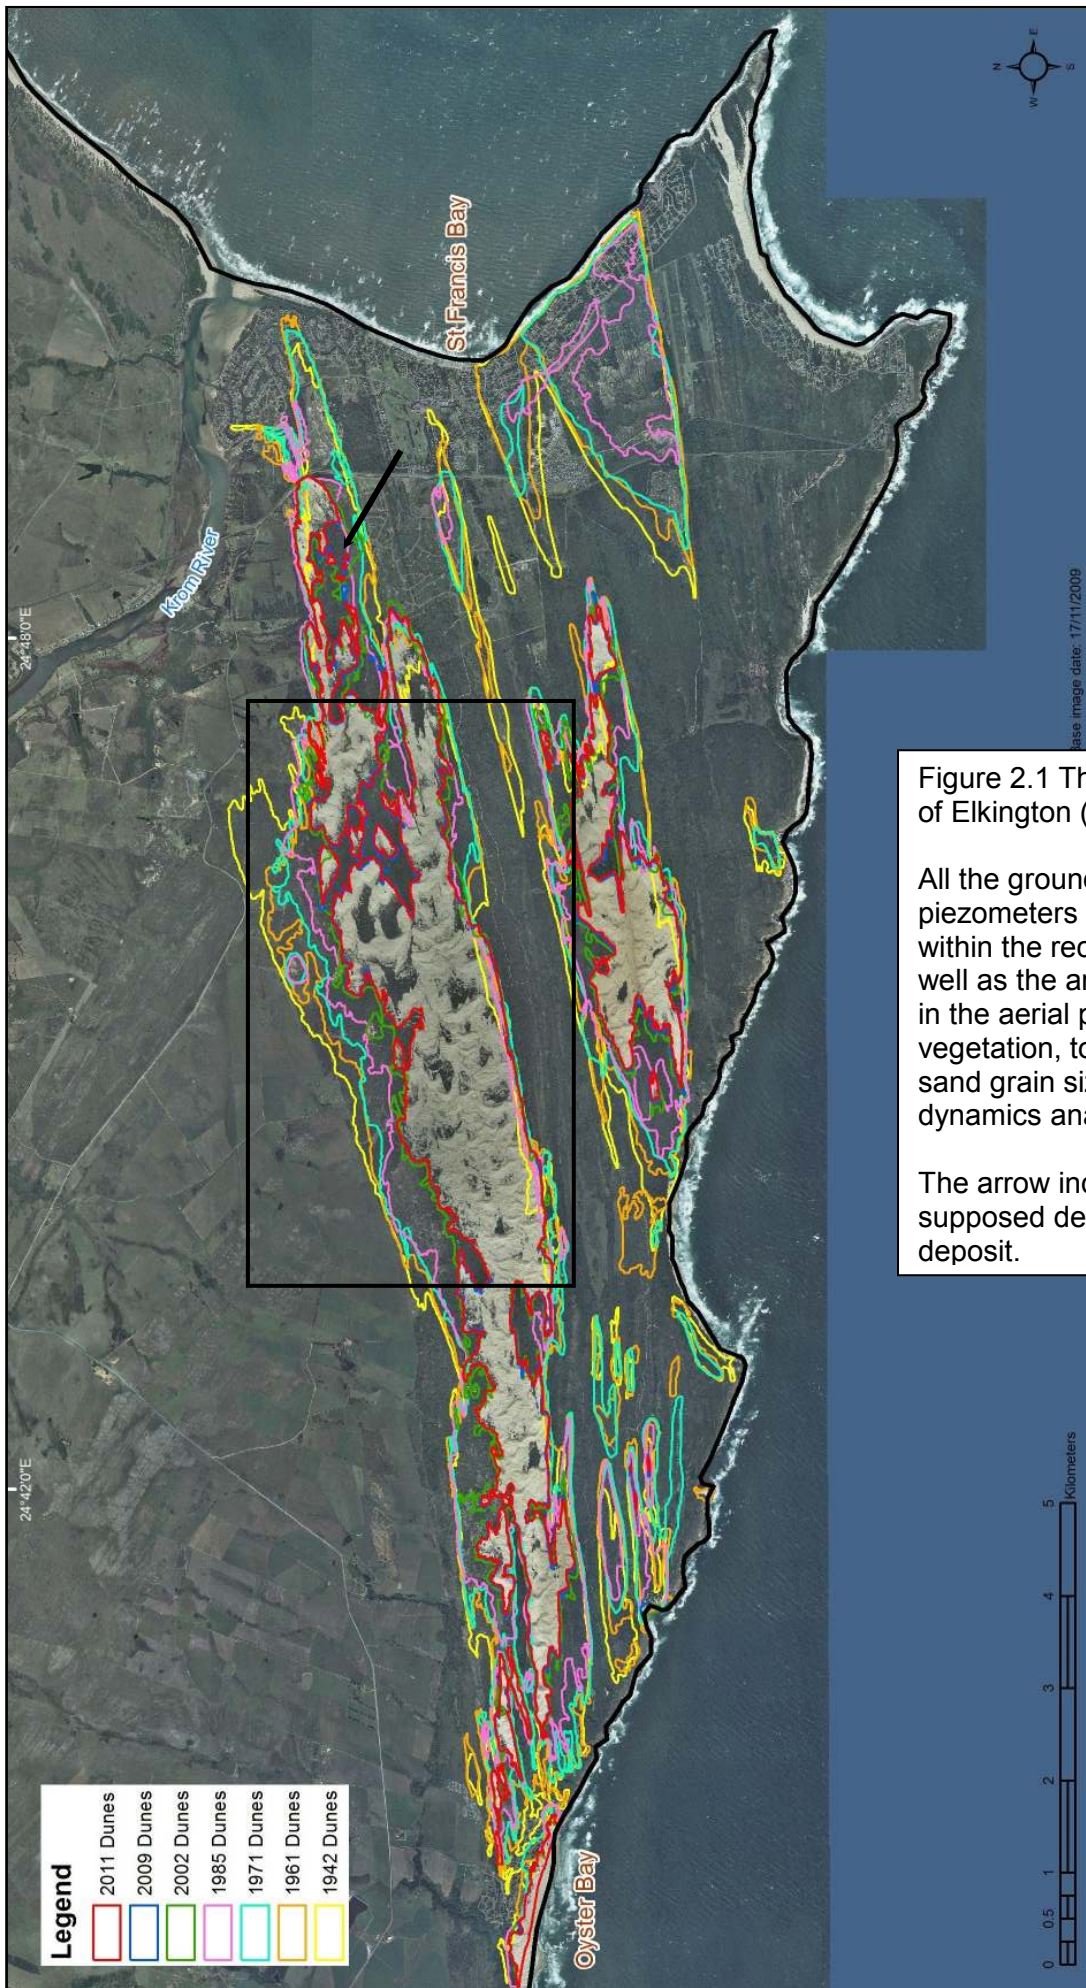 Legend
2011 Dunes
2009 Dunes
2002 Dunes
1985 Dunes
1971 Dunes
1961 Dunes
1942 Dunes
24°42'0"E
24°48'0"E
Krom River
St Francis Bay
Oyster Bay
N
E
S
W
0 0.5 1 2 3 4 5
Kilometers
Base image date: 17/11/2009
Figure 2.1 Th
of Elkington (
All the ground
piezometers
within the rec
well as the ar
in the aerial p
vegetation, to
sand grain siz
dynamics ana
The arrow ind
supposed de
deposit.